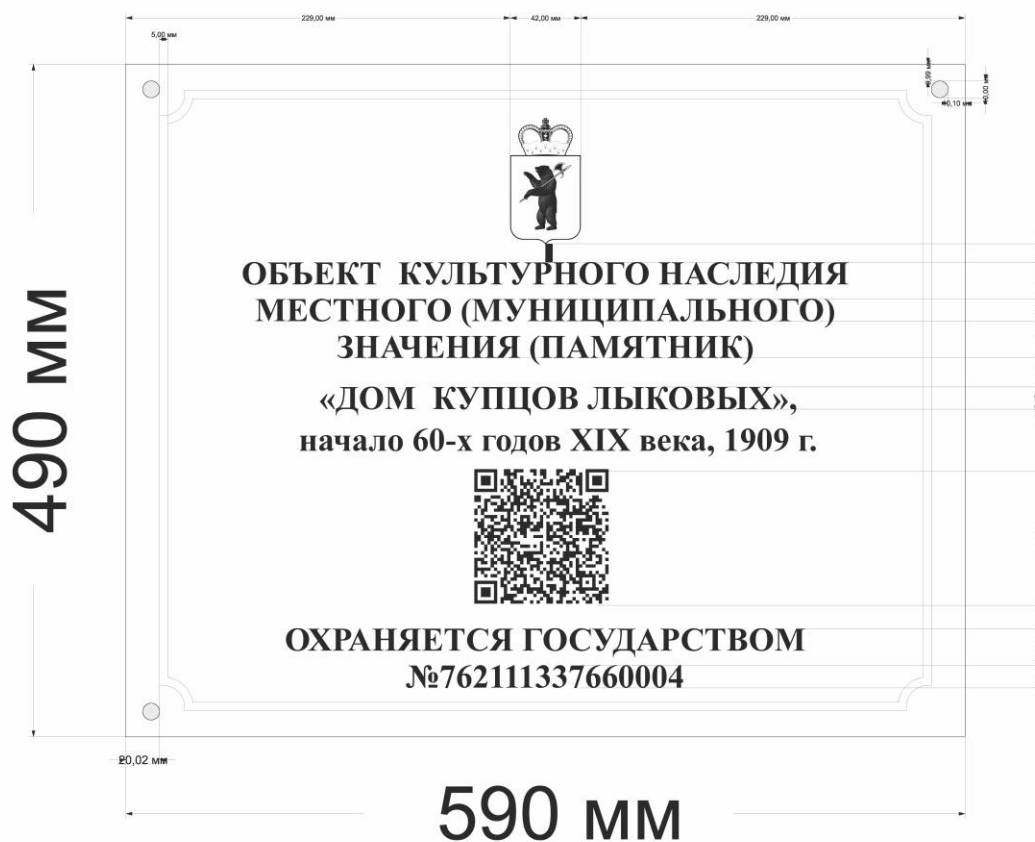 229,00 мм
42,00 мм
229,00 мм
5,00 мм
490 мм
ОБЪЕКТ КУЛЬТУРНОГО НАСЛЕДИЯ
МЕСТНОГО (МУНИЦИПАЛЬНОГО)
ЗНАЧЕНИЯ (ПАМЯТНИК)
«ДОМ КУПЦОВ ЛЫКОВЫХ»,
начало 60-х годов XIX века, 1909 г.
ОХРАНЯЕТСЯ ГОСУДАРСТВОМ
№762111337660004
20,02 мм
590 мм